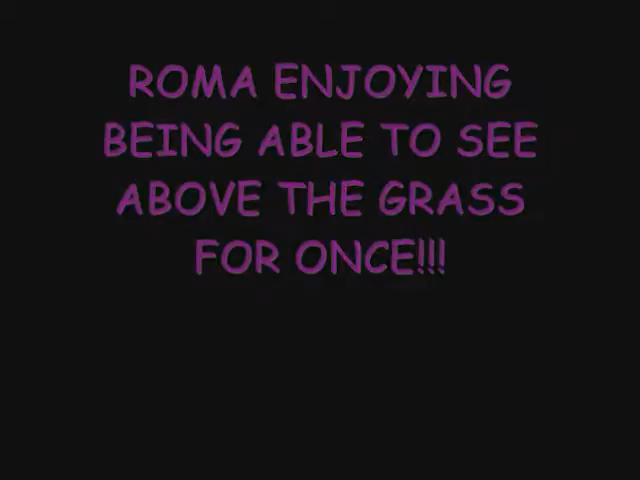 ROMA ENJOYING
BEING ABLE TO SEE
ABOVE THE GRASS
FOR ONCE!!!